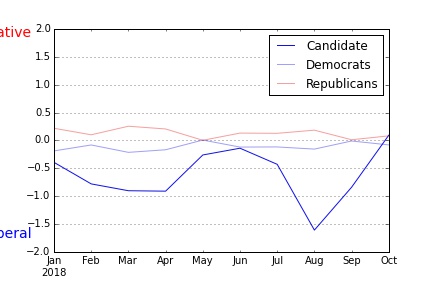 ative
2.0
1.5
1.0
0.5
0.0
−0.5
−1.0
−1.5
−2.0
peral
Candidate
Democrats
Republicans
Jan Feb Mar Apr May Jun Jul Aug Sep Oct
2018